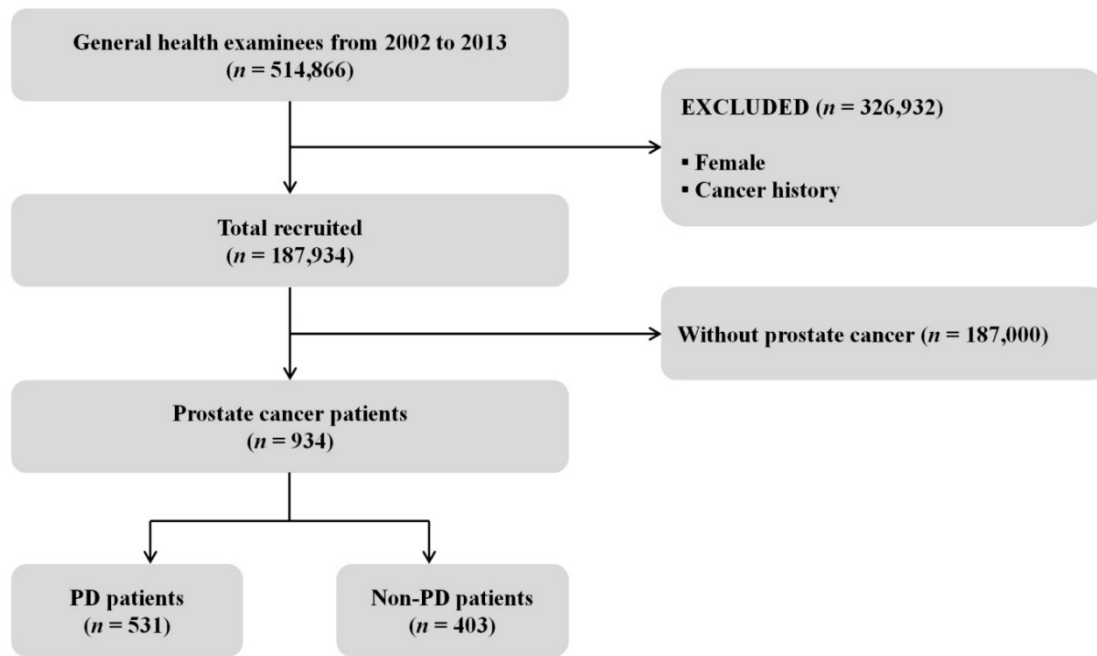 General health examinees from 2002 to 2013
(n = 514,866)
EXCLUDED (n = 326,932)
▪ Female
▪ Cancer history
Total recruited
(n = 187,934)
Without prostate cancer (n = 187,000)
Prostate cancer patients
(n = 934)
PD patients
(n = 531)
Non-PD patients
(n = 403)